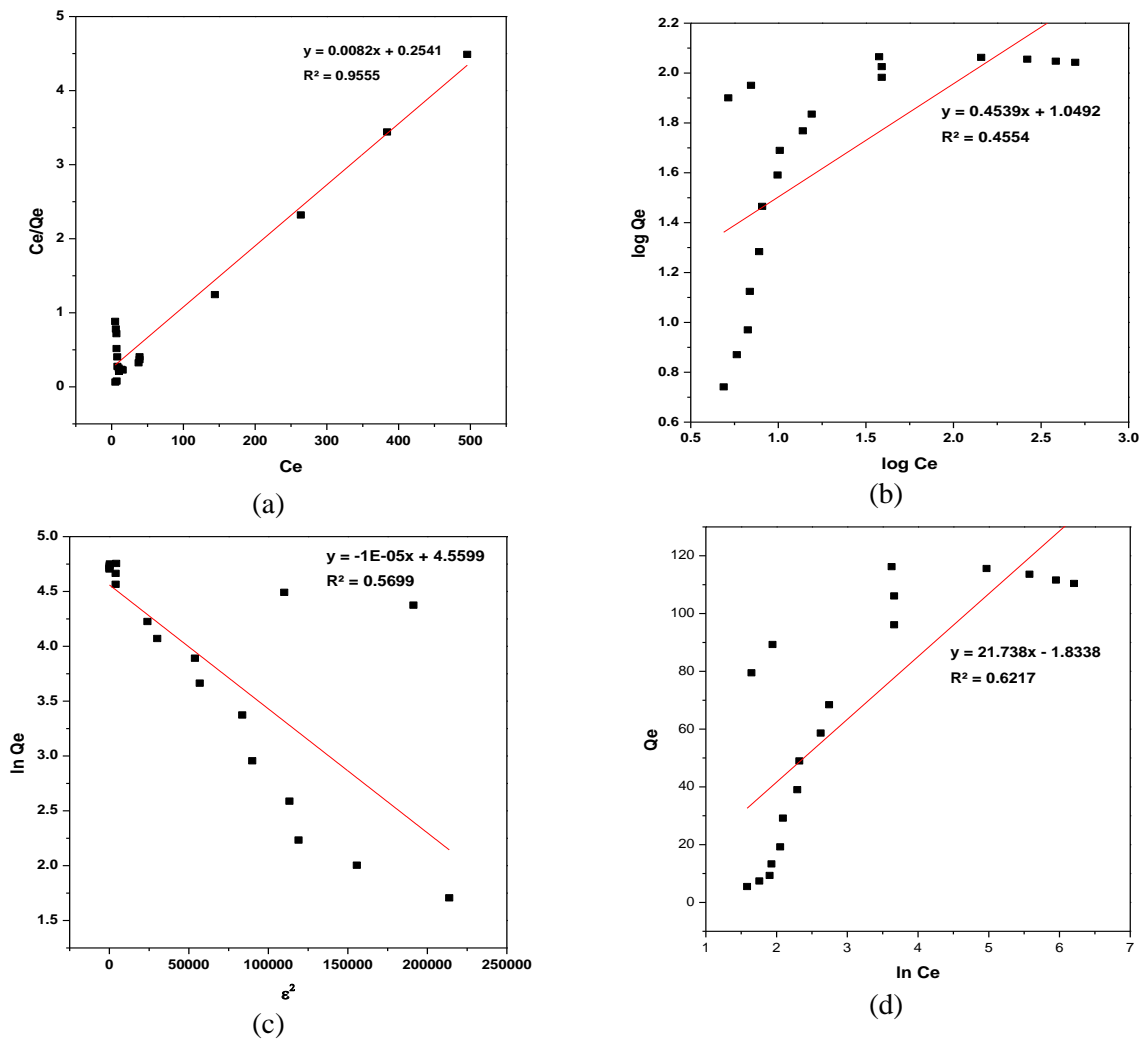 5
4
3
2
1
0
Ce/Qe
y = 0.0082x + 0.2541
R² = 0.9555
0 100 200 300 400 500
Ce
(a)
2.2
2.0
1.8
1.6
1.4
1.2
1.0
0.8
0.6
log Qe
y = 0.4539x + 1.0492
R² = 0.4554
0.5 1.0 1.5 2.0 2.5 3.0
log Ce
(b)
5.0
4.5
4.0
3.5
3.0
2.5
2.0
1.5
ln Qe
y = -1E-05x + 4.5599
R² = 0.5699
0 50000 100000 150000 200000 250000
ε²
(c)
120
100
80
60
40
20
0
Qe
y = 21.738x - 1.8338
R² = 0.6217
1 2 3 4 5 6 7
ln Ce
(d)